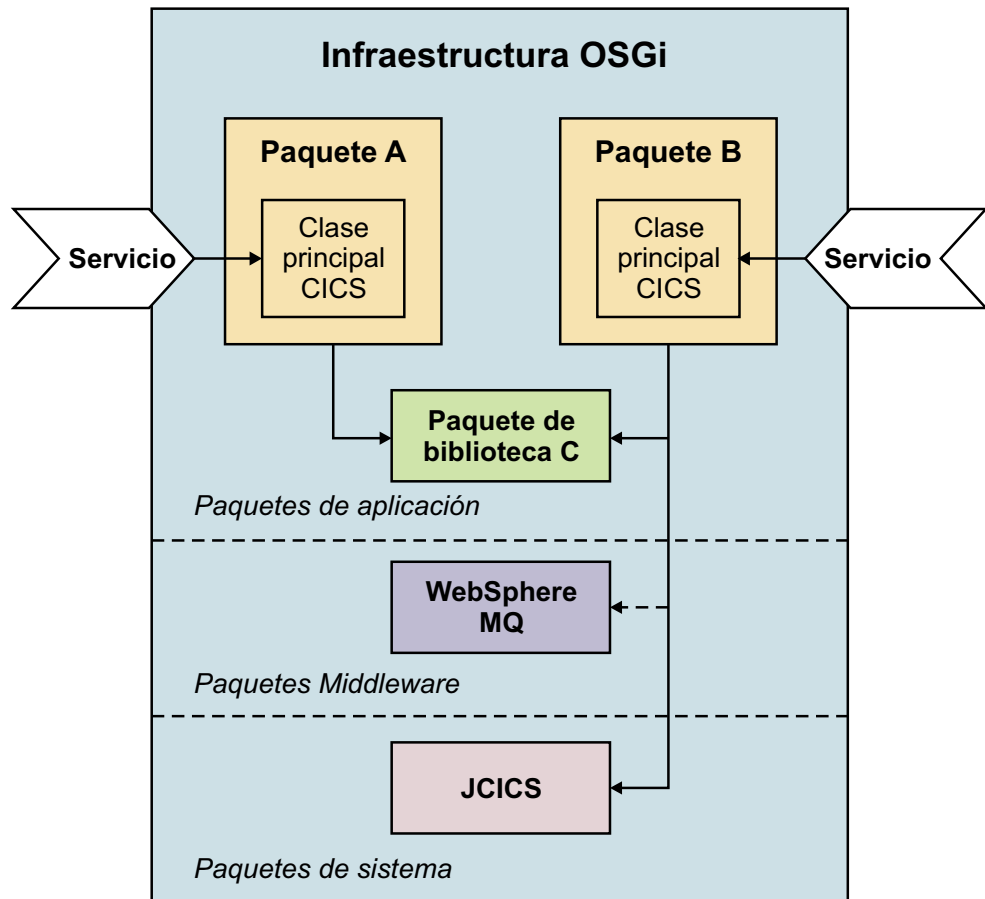 Infraestructura OSGi
Paquete A
Paquete B
Servicio
Clase
principal
CICS
Clase
principal
CICS
Servicio
Paquete de
biblioteca C
Paquetes de aplicación
WebSphere
MQ
Paquetes Middleware
JCICS
Paquetes de sistema